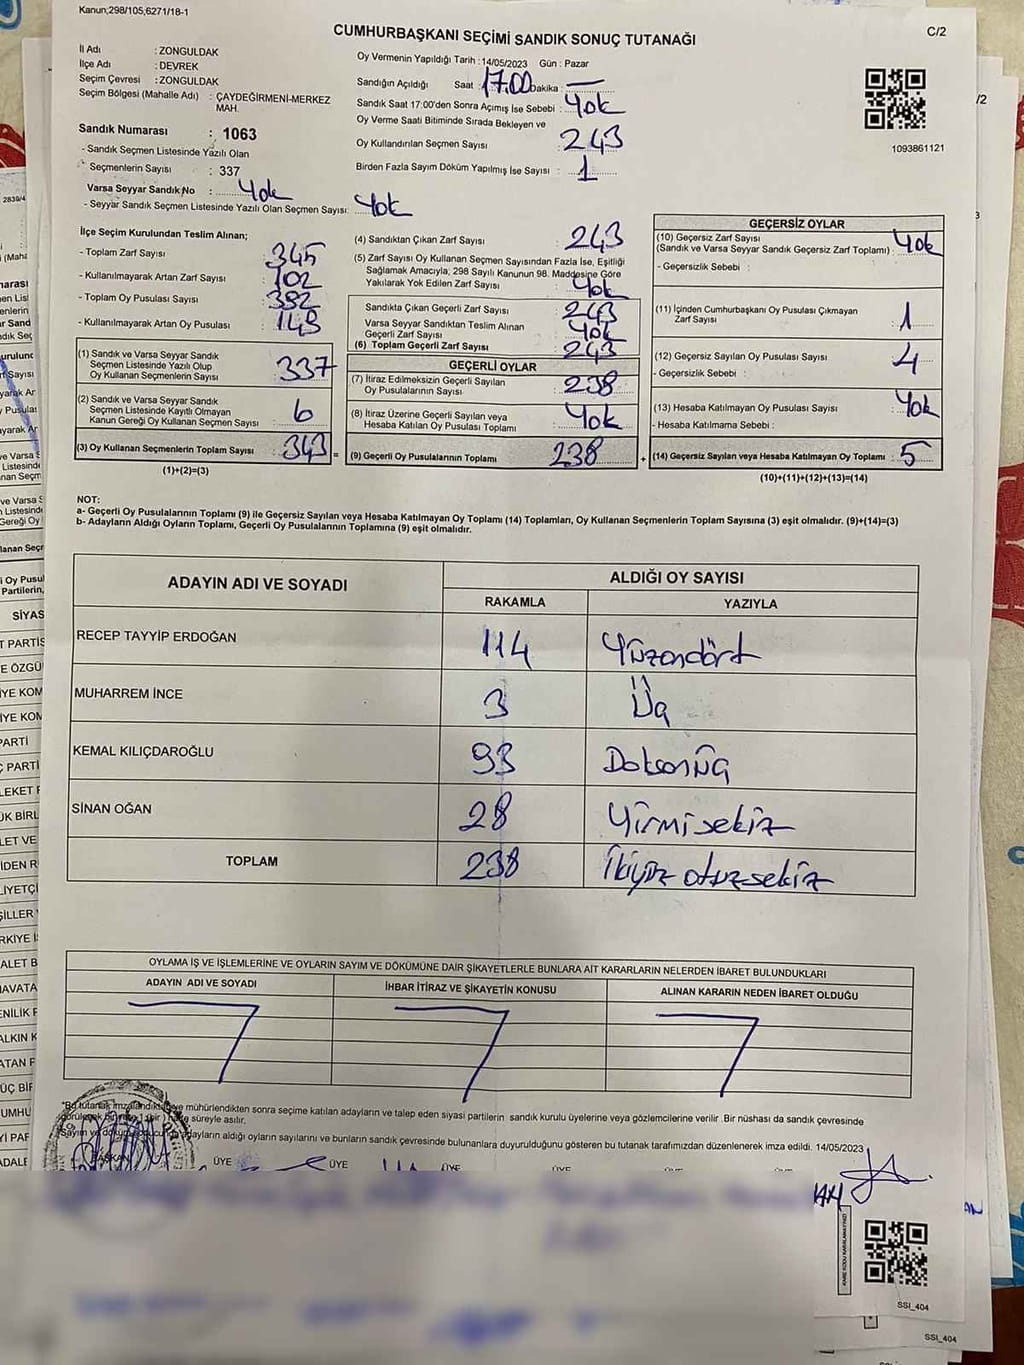 Kanun;298/105,6271/18-1
CUMHURBAŞKANI SEÇİMİ SANDIK SONUÇ TUTANAĞI
C/2
İl Adı : ZONGULDAK
İlçe Adı : DEVREK
Seçim Çevresi : ZONGULDAK
Seçim Bölgesi (Mahalle Adı) : ÇAYDEĞİRMENİ-MERKEZ
MAH.
Sandık Numarası : 1063
- Sandık Seçmen Listesinde Yazılı Olan
Seçmenlerin Sayısı : 337
Varsa Seyyar Sandık No : Yok
- Seyyar Sandık Seçmen Listesinde Yazılı Olan Seçmen Sayısı: Yok
Oy Vermenin Yapıldığı Tarih : 14/05/2023 Gün : Pazar
Sandığın Açıldığı Saat : 17.00 Dakika : —
Sandık Saat 17:00'den Sonra Açımış İse Sebebi : Yok
Oy Verme Saati Bitiminde Sırada Bekleyen ve
Oy Kullandırılan Seçmen Sayısı : 243
Birden Fazla Sayım Döküm Yapılmış İse Sayısı : 1
1093861121
İlçe Seçim Kurulundan Teslim Alınan;
- Toplam Zarf Sayısı : 345
- Kullanılmayarak Artan Zarf Sayısı : 102
- Toplam Oy Pusulası Sayısı :
- Kullanılmayarak Artan Oy Pusulası :
(1) Sandık ve Varsa Seyyar Sandık
Seçmen Listesinde Yazılı Olup
Oy Kullanan Seçmenlerin Sayısı : 337
(2) Sandık ve Varsa Seyyar Sandık
Seçmen Listesinde Kayıtlı Olmayan
Kanun Gereği Oy Kullanan Seçmen Sayısı : 6
(3) Oy Kullanan Seçmenlerin Toplam Sayısı : 343 =
(1)+(2)=(3)
(4) Sandıktan Çıkan Zarf Sayısı : 243
(5) Zarf Sayısı Oy Kullanan Seçmen Sayısından Fazla İse, Eşitliği
Sağlamak Amacıyla, 298 Sayılı Kanunun 98. Maddesine Göre
Yakılarak Yok Edilen Zarf Sayısı : Yok
Sandıkta Çıkan Geçerli Zarf Sayısı : 243
Varsa Seyyar Sandıktan Teslim Alınan
Geçerli Zarf Sayısı : Yok
(6) Toplam Geçerli Zarf Sayısı : 243
GEÇERLİ OYLAR
(7) İtiraz Edilmeksizin Geçerli Sayılan
Oy Pusulalarının Sayısı : 238
(8) İtiraz Üzerine Geçerli Sayılan veya
Hesaba Katılan Oy Pusulası Toplamı : Yok
(9) Geçerli Oy Pusulalarının Toplamı : 238 +
GEÇERSİZ OYLAR
(10) Geçersiz Zarf Sayısı
(Sandık ve Varsa Seyyar Sandık Geçersiz Zarf Toplamı) : Yok
- Geçersizlik Sebebi :
(11) İçinden Cumhurbaşkanı Oy Pusulası Çıkmayan
Zarf Sayısı : 1
(12) Geçersiz Sayılan Oy Pusulası Sayısı : 4
- Geçersizlik Sebebi :
(13) Hesaba Katılmayan Oy Pusulası Sayısı : Yok
- Hesaba Katılmama Sebebi :
(14) Geçersiz Sayılan veya Hesaba Katılmayan Oy Toplamı : 5
(10)+(11)+(12)+(13)=(14)
NOT:
a- Geçerli Oy Pusulalarının Toplamı (9) ile Geçersiz Sayılan veya Hesaba Katılmayan Oy Toplamı (14) Toplamları, Oy Kullanan Seçmenlerin Toplam Sayısına (3) eşit olmalıdır. (9)+(14)=(3)
b- Adayların Aldığı Oyların Toplamı, Geçerli Oy Pusulalarının Toplamına (9) eşit olmalıdır.
ADAYIN ADI VE SOYADI
ALDIĞI OY SAYISI
RAKAMLA YAZIYLA
RECEP TAYYİP ERDOĞAN 114 Yüzondört
MUHARREM İNCE 3 Üç
KEMAL KILIÇDAROĞLU 93 Doksanüç
SİNAN OĞAN 28 Yirmisekiz
TOPLAM 238 İkiyüz otuzsekiz
OYLAMA İŞ VE İŞLEMLERİNE VE OYLARIN SAYIM VE DÖKÜMÜNE DAİR ŞİKAYETLERLE BUNLARA AİT KARARLARIN NELERDEN İBARET BULUNDUKLARI
ADAYIN ADI VE SOYADI İHBAR İTİRAZ VE ŞİKAYETİN KONUSU ALINAN KARARIN NEDEN İBARET OLDUĞU
mühürlendikten sonra seçime katılan adayların ve talep eden siyasi partilerin sandık kurulu üyelerine veya gözlemcilerine verilir. Bir nüshası da sandık çevresinde
süreyle asılır.
adayların aldığı oyların sayılarını ve bunların sandık çevresinde bulunanlara duyurulduğunu gösteren bu tutanak tarafımızdan düzenlenerek imza edildi. 14/05/2023
BAŞKAN ÜYE ÜYE ÜYE
SSI_404
SSI_404